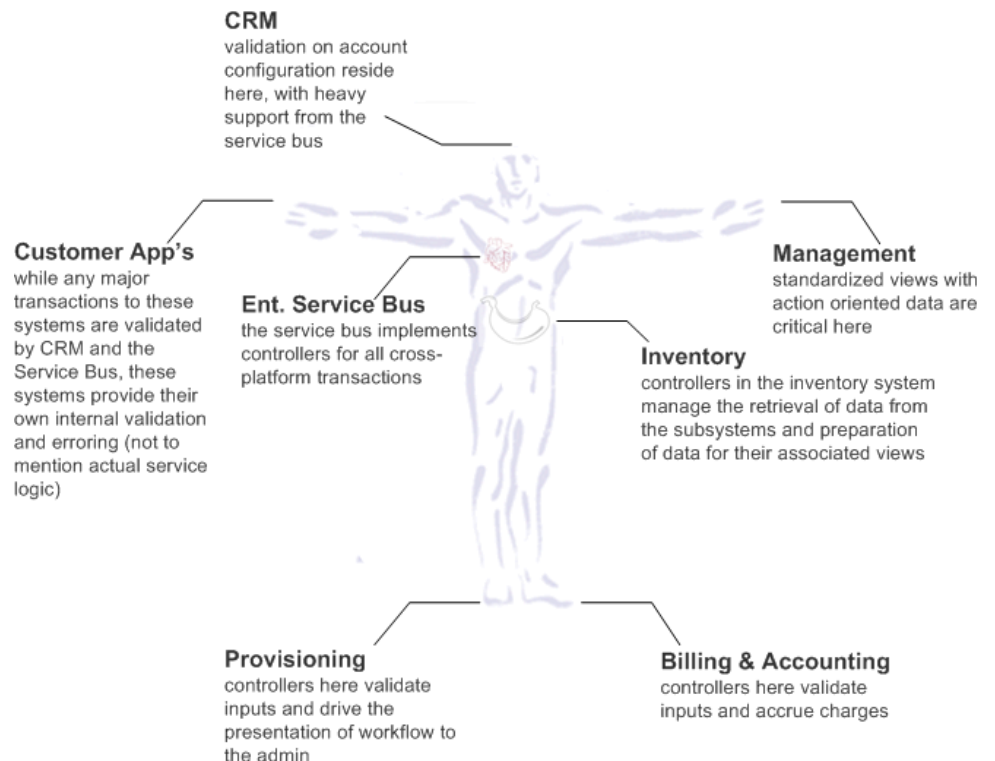 CRM
validation on account
configuration reside
here, with heavy
support from the
service bus
Customer App's
while any major
transactions to these
systems are validated
by CRM and the
Service Bus, these
systems provide their
own internal validation
and erroring (not to
mention actual service
logic)
Ent. Service Bus
the service bus implements
controllers for all cross-
platform transactions
Management
standardized views with
action oriented data are
critical here
Inventory
controllers in the inventory system
manage the retrieval of data from
the subsystems and preparation
of data for their associated views
Provisioning
controllers here validate
inputs and drive the
presentation of workflow to
the admin
Billing & Accounting
controllers here validate
inputs and accrue charges